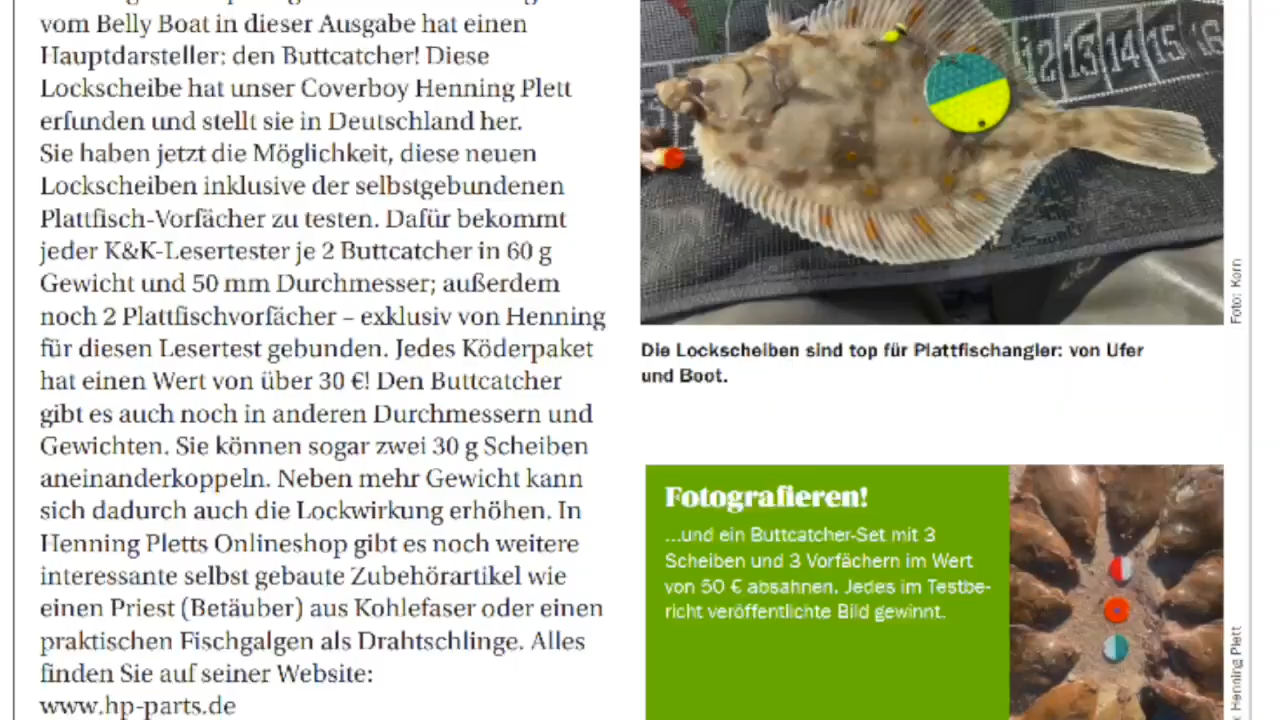 vom Belly Boat in dieser Ausgabe hat einen
Hauptdarsteller: den Buttcatcher! Diese
Lockscheibe hat unser Coverboy Henning Plett
erfunden und stellt sie in Deutschland her.
Sie haben jetzt die Möglichkeit, diese neuen
Lockscheiben inklusive der selbstgebundenen
Plattfisch-Vorfächer zu testen. Dafür bekommt
jeder K&K-Lesertester je 2 Buttcatcher in 60 g
Gewicht und 50 mm Durchmesser; außerdem
noch 2 Plattfischvorfächer – exklusiv von Henning
für diesen Lesertest gebunden. Jedes Köderpaket
hat einen Wert von über 30 €! Den Buttcatcher
gibt es auch noch in anderen Durchmessern und
Gewichten. Sie können sogar zwei 30 g Scheiben
aneinanderkoppeln. Neben mehr Gewicht kann
sich dadurch auch die Lockwirkung erhöhen. In
Henning Pletts Onlineshop gibt es noch weitere
interessante selbst gebaute Zubehörartikel wie
einen Priest (Betäuber) aus Kohlefaser oder einen
praktischen Fischgalgen als Drahtschlinge. Alles
finden Sie auf seiner Website:
www.hp-parts.de
12 13 14 15 16
Foto: Korn
Die Lockscheiben sind top für Plattfischangler: von Ufer
und Boot.
Fotografieren!
...und ein Buttcatcher-Set mit 3
Scheiben und 3 Vorfächern im Wert
von 50 € absahnen. Jedes im Testbe-
richt veröffentlichte Bild gewinnt.
Henning Plett